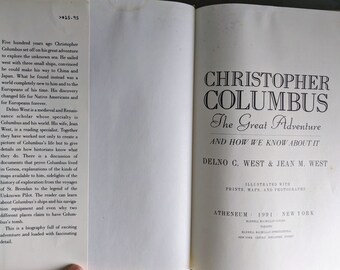 Five hundred years ago Christopher
Columbus set off on his great adventure
to explore the unknown sea. He sailed
west with three small ships, convinced
he could make his way to China and
Japan. What he found instead was a
world completely new to him and to the
Europeans of his time. His discovery
changed life for Native Americans and
for Europeans forever.
Delno West is a medieval and Renais-
sance scholar whose specialty is
Columbus and his wife, Jean
West, is a reading specialist. Together
they have worked not only to create a
picture of Columbus's life but to give
details on how historians know what
they do. There is a discussion of
documents that prove Columbus lived
in Genoa, explanations of the kinds of
maps available to him, sidelights of the
history of exploration from the voyages
of St. Brendan to the legend of the
Unknown Pilot. The reader can learn
about Columbus's ships and his naviga-
tion equipment and even why two
different places claim to have Colum-
bus's tomb.
This is a biography full of exciting
adventure and loaded with fascinating
detail.
CHRISTOPHER
COLUMBUS
The Great Adventure
AND HOW WE KNOW ABOUT IT
DELNO C. WEST & JEAN M. WEST
ILLUSTRATED WITH
PRINTS, MAPS, AND PHOTOGRAPHS
ATHENEUM · 1991 · NEW YORK